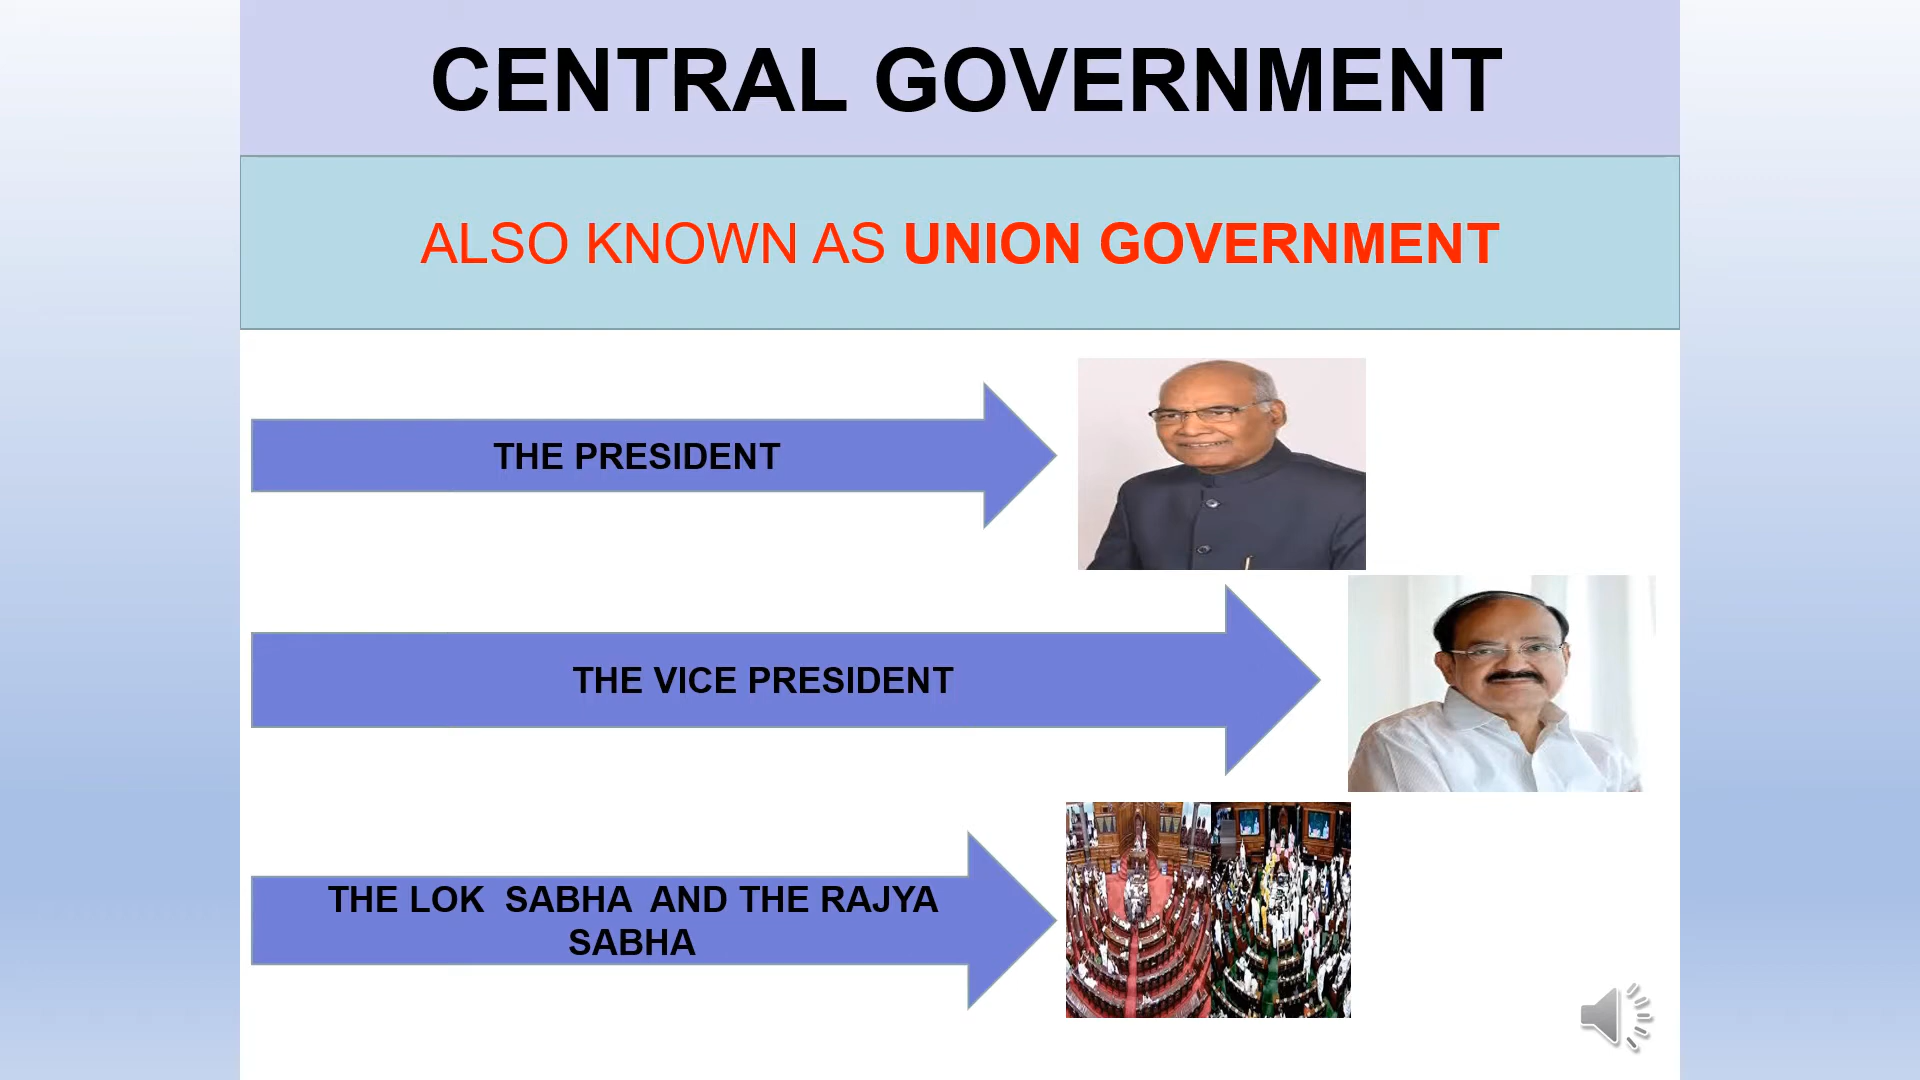 CENTRAL GOVERNMENT
ALSO KNOWN AS UNION GOVERNMENT
THE PRESIDENT
THE VICE PRESIDENT
THE LOK  SABHA  AND THE RAJYA
SABHA